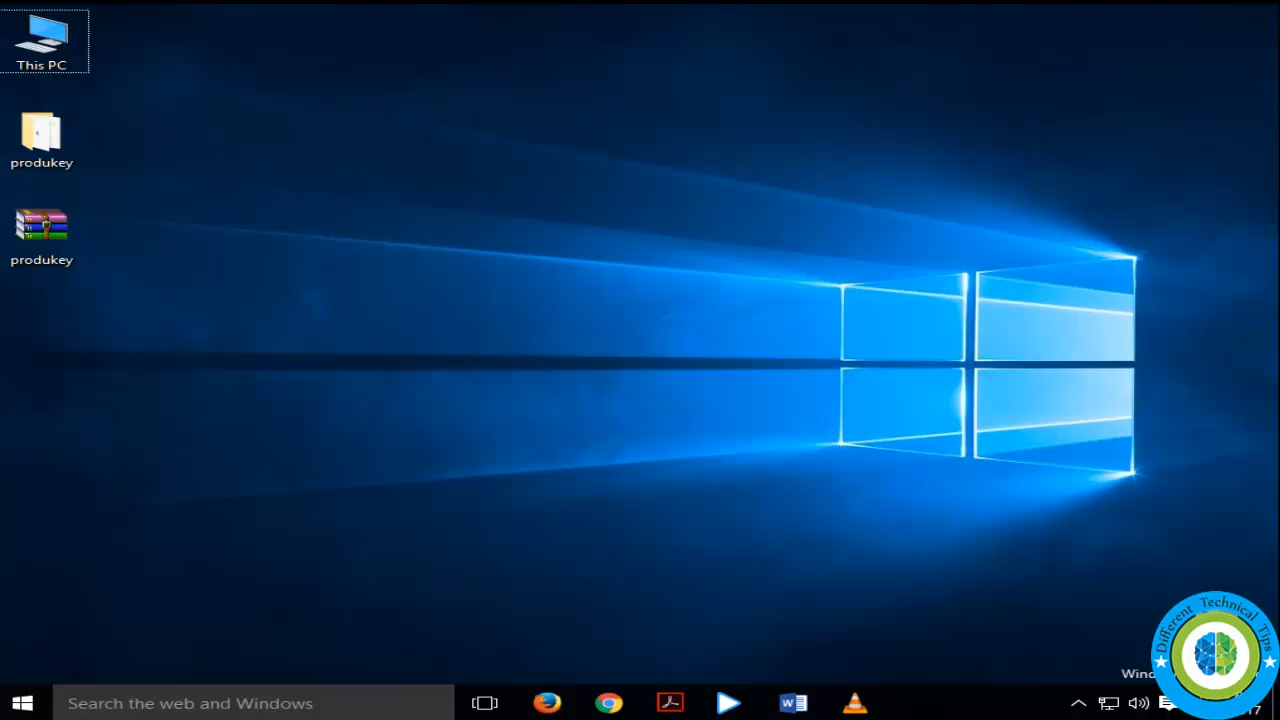 This PC
produkey
produkey
Different Technical Tips
Search the web and Windows